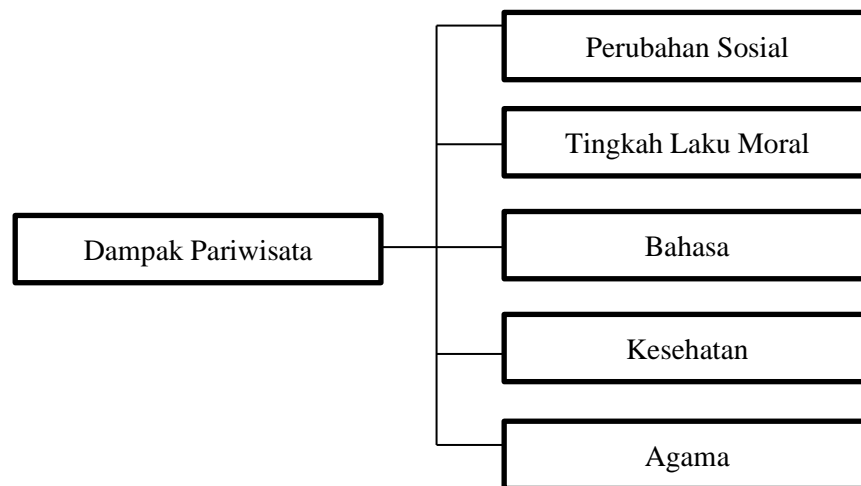 Perubahan Sosial
Tingkah Laku Moral
Dampak Pariwisata
Bahasa
Kesehatan
Agama